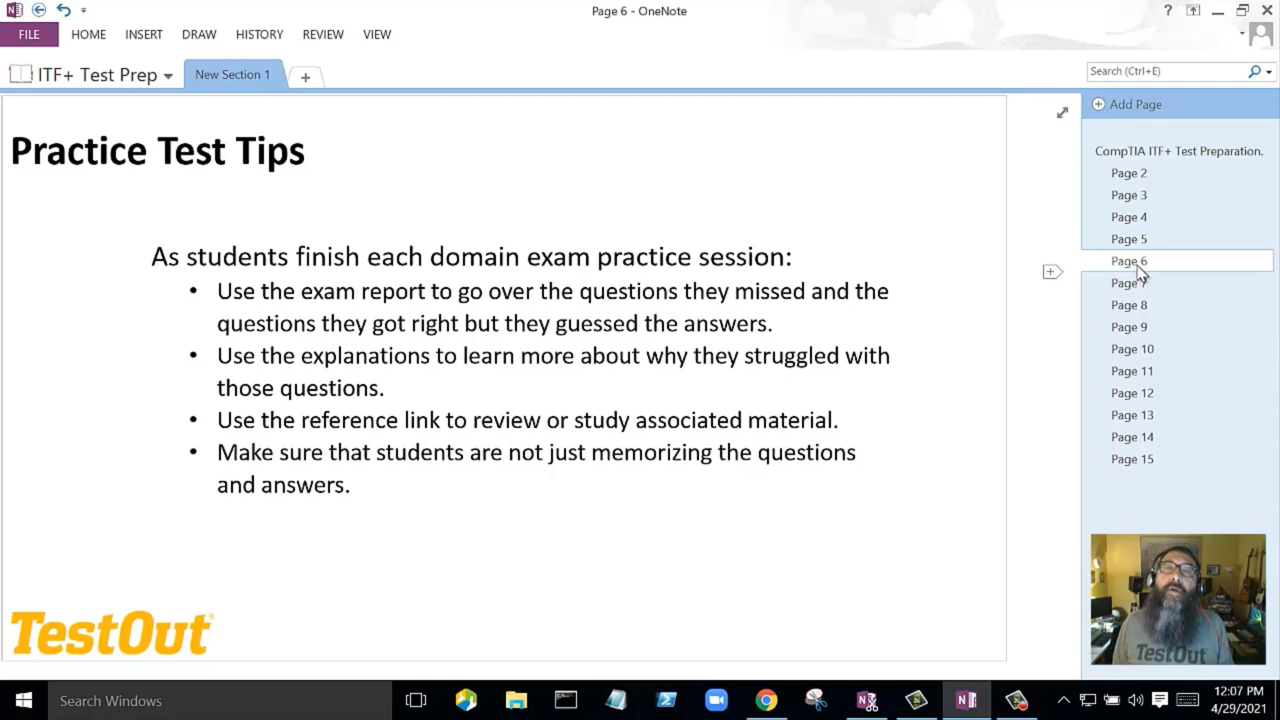 Page 6 - OneNote
FILE HOME INSERT DRAW HISTORY REVIEW VIEW
ITF+ Test Prep New Section 1
Search (Ctrl+E)
Add Page
Practice Test Tips
As students finish each domain exam practice session:
• Use the exam report to go over the questions they missed and the
questions they got right but they guessed the answers.
• Use the explanations to learn more about why they struggled with
those questions.
• Use the reference link to review or study associated material.
• Make sure that students are not just memorizing the questions
and answers.
TestOut
CompTIA ITF+ Test Preparation.
Page 2
Page 3
Page 4
Page 5
Page 6
Page 7
Page 8
Page 9
Page 10
Page 11
Page 12
Page 13
Page 14
Page 15
TestOut
Search Windows
12:07 PM
4/29/2021